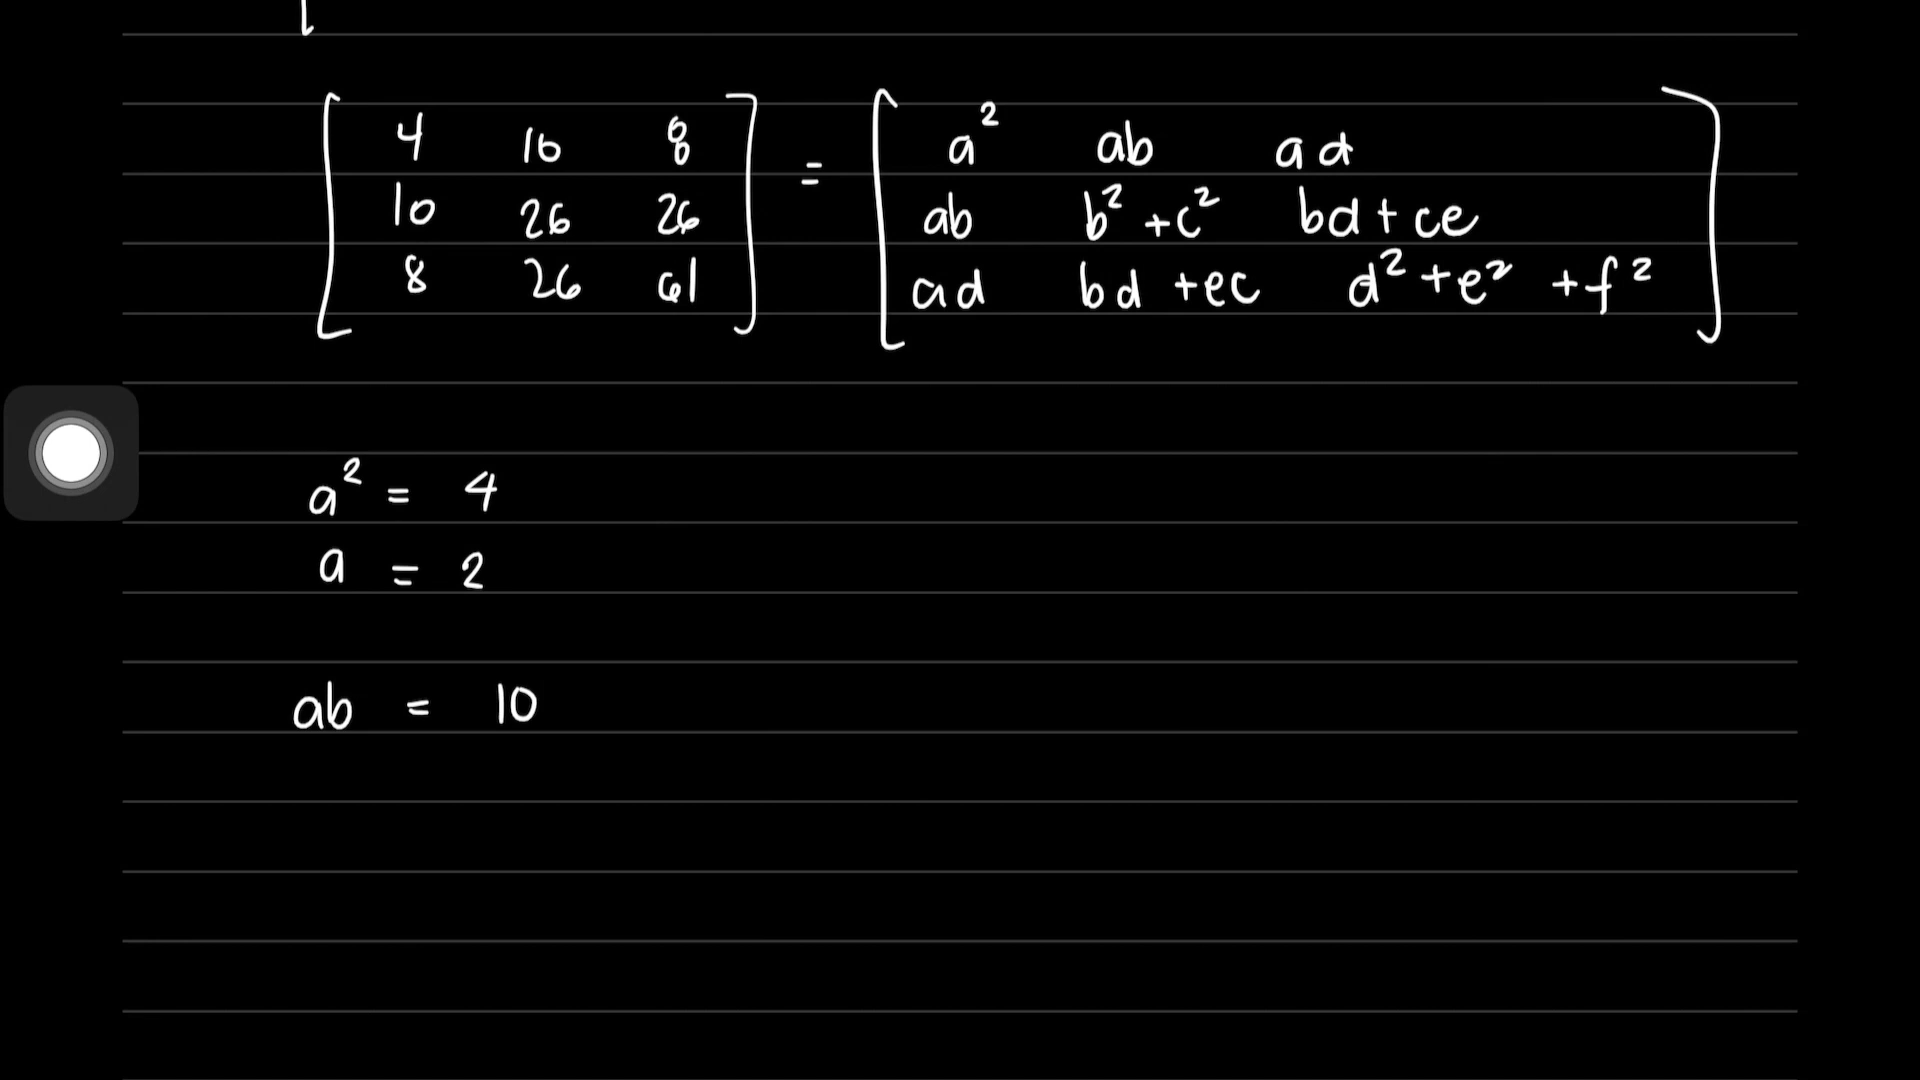 4 10 8 a² ab ad
10 26 26 = ab b² + c² bd + ce
8 26 61 ad bd + ec d² + e² + f²
a² = 4
a = 2
ab = 10